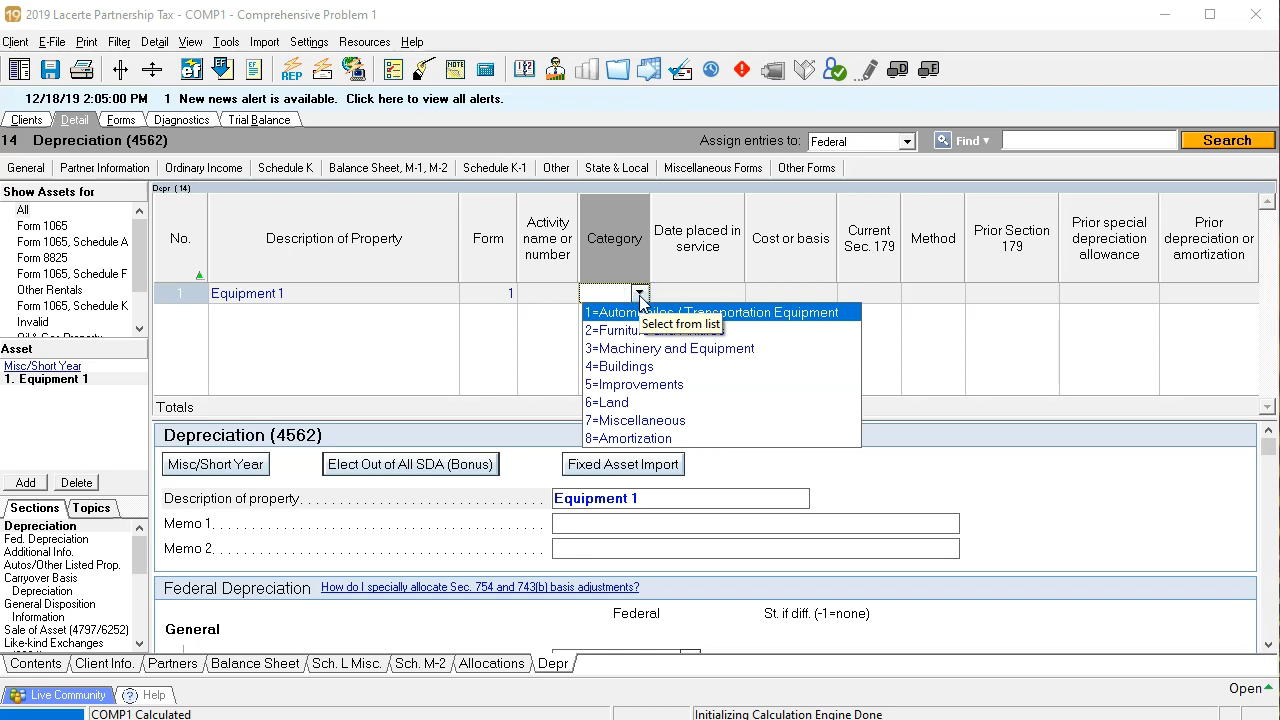 19 2019 Lacerte Partnership Tax - COMP1 - Comprehensive Problem 1
Client E-File Print Filter Detail View Tools Import Settings Resources Help
REP
12/18/19 2:05:00 PM 1 New news alert is available. Click here to view all alerts.
Clients Detail Forms Diagnostics Trial Balance
14 Depreciation (4562) Assign entries to: Federal Find Search
General Partner Information Ordinary Income Schedule K Balance Sheet, M-1, M-2 Schedule K-1 Other State & Local Miscellaneous Forms Other Forms
Show Assets for
All
Form 1065
Form 1065, Schedule A
Form 8825
Form 1065, Schedule F
Other Rentals
Form 1065, Schedule K
Invalid
Oil & Gas
Asset
Misc/Short Year
1. Equipment 1
Add Delete
Sections Topics
Depreciation
Fed. Depreciation
Additional Info.
Autos/Other Listed Prop.
Carryover Basis
Depreciation
General Disposition
Information
Sale of Asset (4797/6252)
Like-kind Exchanges
Depr (14)
No. Description of Property Form Activity name or number Category Date placed in service Cost or basis Current Sec. 179 Method Prior Section 179 Prior special depreciation allowance Prior depreciation or amortization
1 Equipment 1 1
1=Automobiles / Transportation Equipment
Select from list
2=Furnitu
3=Machinery and Equipment
4=Buildings
5=Improvements
6=Land
7=Miscellaneous
8=Amortization
Totals
Depreciation (4562)
Misc/Short Year Elect Out of All SDA (Bonus) Fixed Asset Import
Description of property Equipment 1
Memo 1
Memo 2
Federal Depreciation How do I specially allocate Sec. 754 and 743(b) basis adjustments?
Federal St. if diff. (-1=none)
General
Contents Client Info. Partners Balance Sheet Sch. L Misc. Sch. M-2 Allocations Depr
Live Community Help Open
COMP1 Calculated Initializing Calculation Engine Done